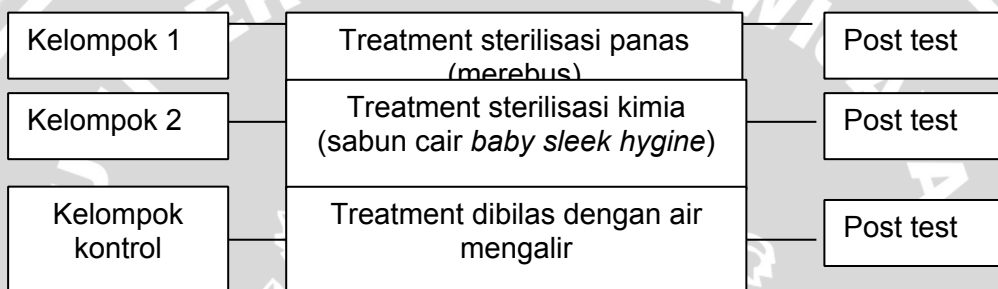 Kelompok 1
Treatment sterilisasi panas
(merebus)
Post test
Kelompok 2
Treatment sterilisasi kimia
(sabun cair baby sleek hygine)
Post test
Kelompok
kontrol
Treatment dibilas dengan air
mengalir
Post test